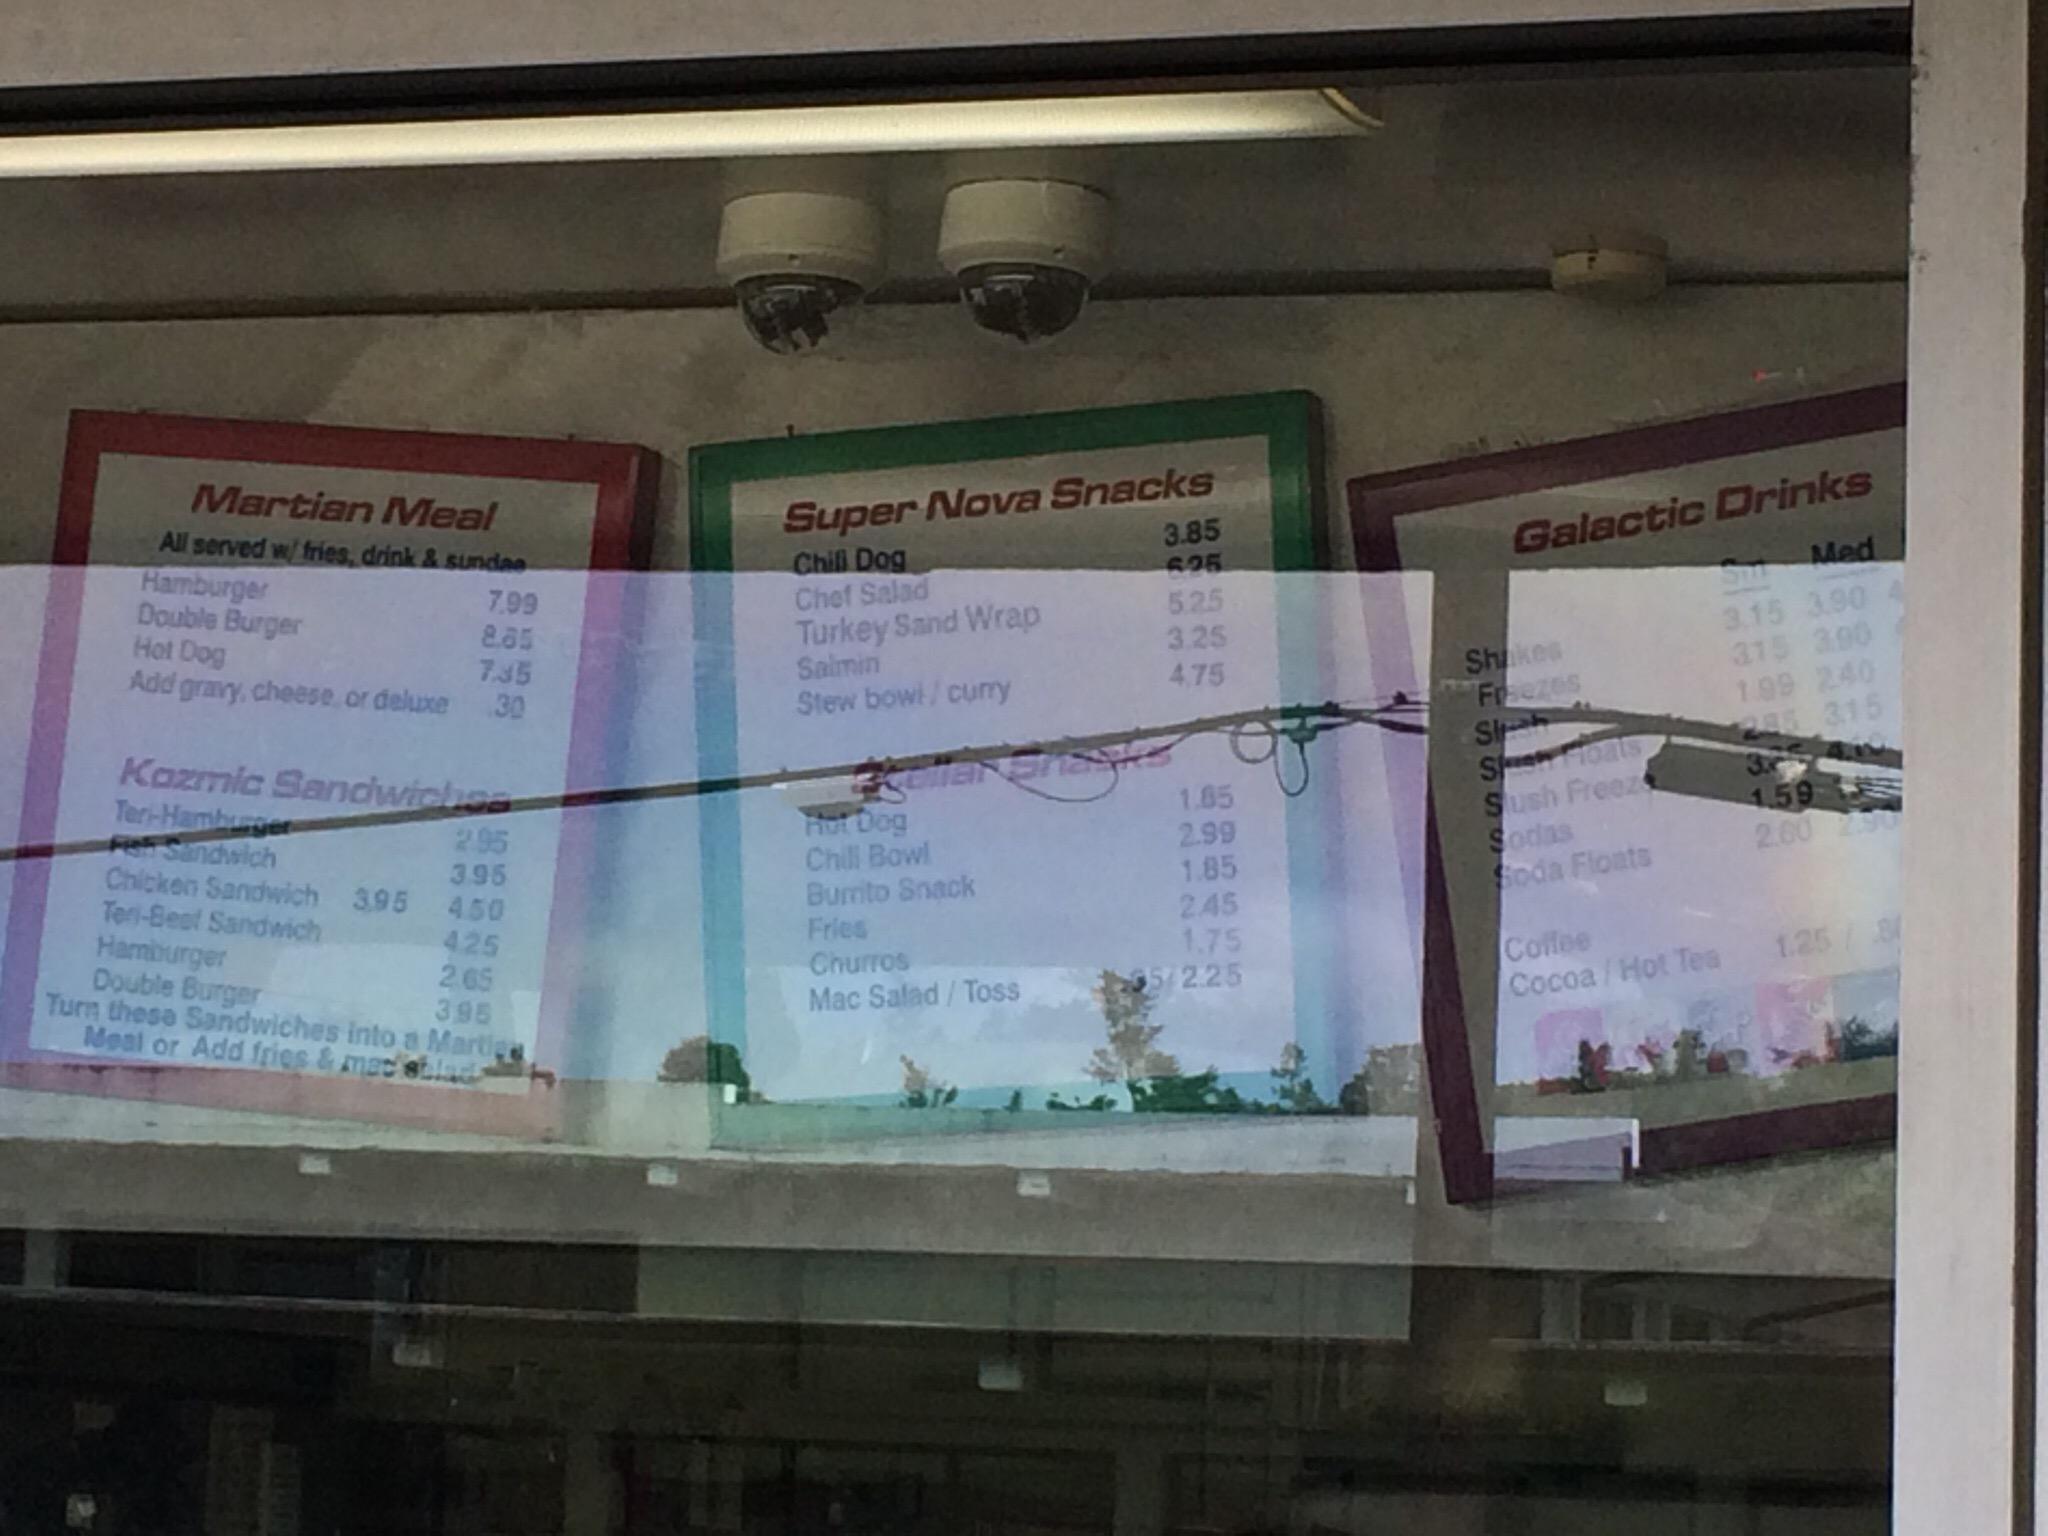 Martian Meal
All served w/ fries, drink & sundae
Hamburger 7.99
Double Burger 8.65
Hot Dog
Add gravy, cheese, or deluxe .30
Kozmic Sandwiches
Teri-Hamburger 2.95
Fish Sandwich 3.95
Chicken Sandwich 3.95 4.50
Teri-Beef Sandwich 4.25
Hamburger 2.65
Double Burger 3.95
Turn these Sandwiches into a Martian
Meal or Add fries & mac salad
Super Nova Snacks
Chili Dog 3.85
Chef Salad 6.25
Turkey Sand Wrap 5.25
Saimin 3.25
Stew bowl / curry 4.75
Snacks
Hot Dog 1.65
Chili Bowl 2.99
Burrito Snack 1.85
Fries 2.45
Churros 1.75
Mac Salad / Toss / 2.25
Galactic Drinks
Sm Med
Shakes 3.15 3.90
Freezes 3.15 3.90
Slush 1.99 2.40
Slush Floats 2.85 3.15
Slush Freeze
Sodas 1.59
Soda Floats 2.60 2.90
Coffee
Cocoa / Hot Tea 1.25 /